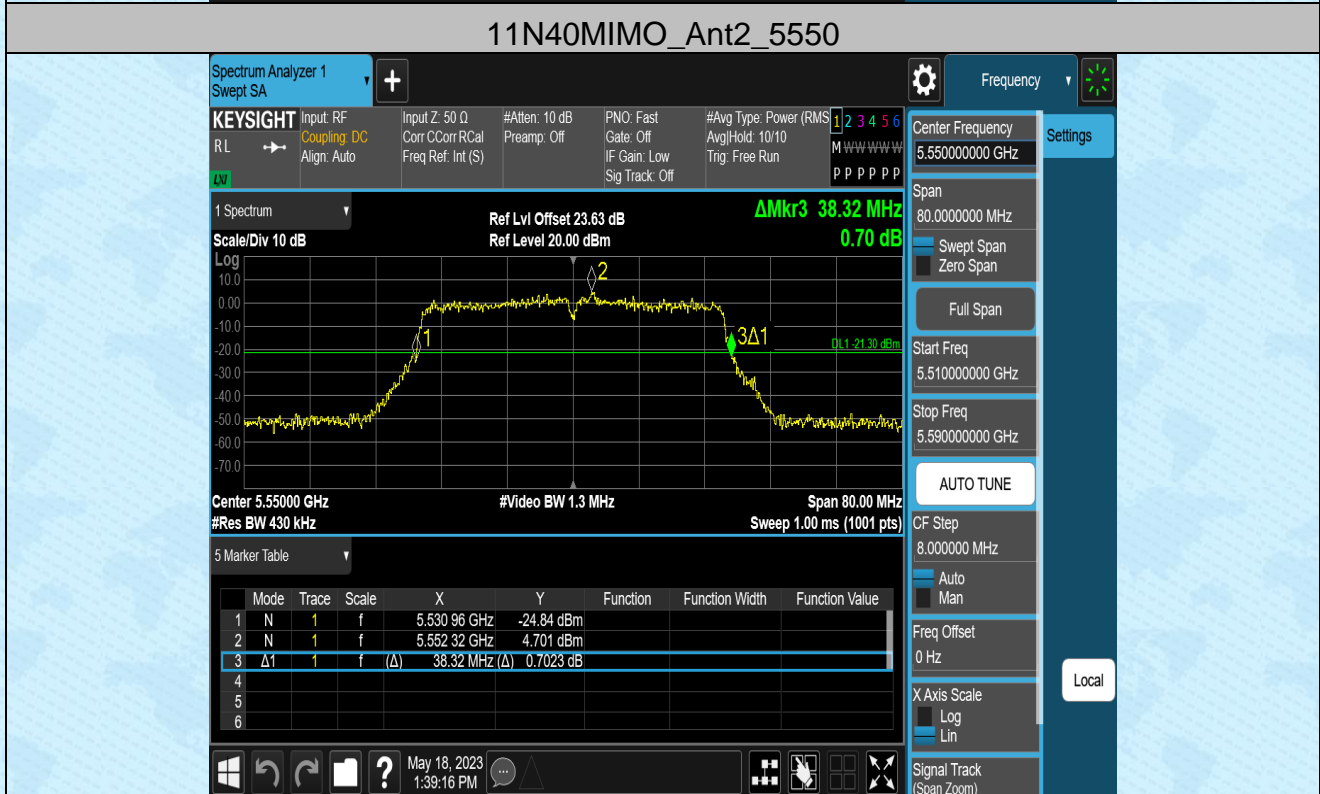 11N40MIMO_Ant2_5550
Spectrum Analyzer 1
Swept SA
Frequency
KEYSIGHT
RL
LXI
Input: RF
Coupling: DC
Align: Auto
Input Z: 50 Ω
Corr CCorr RCal
Freq Ref: Int (S)
#Atten: 10 dB
Preamp: Off
PNO: Fast
Gate: Off
IF Gain: Low
Sig Track: Off
#Avg Type: Power (RMS
Avg|Hold: 10/10
Trig: Free Run
1 2 3 4 5 6
M W W W W W
P P P P P P
1 Spectrum
Scale/Div 10 dB
Ref Lvl Offset 23.63 dB
Ref Level 20.00 dBm
ΔMkr3 38.32 MHz
0.70 dB
Log
10.0
0.00
-10.0
-20.0
-30.0
-40.0
-50.0
-60.0
-70.0
2
1
3Δ1
DL1 -21.30 dBm
Center 5.55000 GHz
#Video BW 1.3 MHz
Span 80.00 MHz
#Res BW 430 kHz
Sweep 1.00 ms (1001 pts)
5 Marker Table
Mode Trace Scale X Y Function Function Width Function Value
1 N 1 f 5.530 96 GHz -24.84 dBm
2 N 1 f 5.552 32 GHz 4.701 dBm
3 Δ1 1 f (Δ) 38.32 MHz (Δ) 0.7023 dB
4
5
6
?
May 18, 2023
1:39:16 PM
Center Frequency
5.550000000 GHz
Span
80.0000000 MHz
Swept Span
Zero Span
Full Span
Start Freq
5.510000000 GHz
Stop Freq
5.590000000 GHz
AUTO TUNE
CF Step
8.000000 MHz
Auto
Man
Freq Offset
0 Hz
X Axis Scale
Log
Lin
Signal Track
(Span Zoom)
Settings
Local